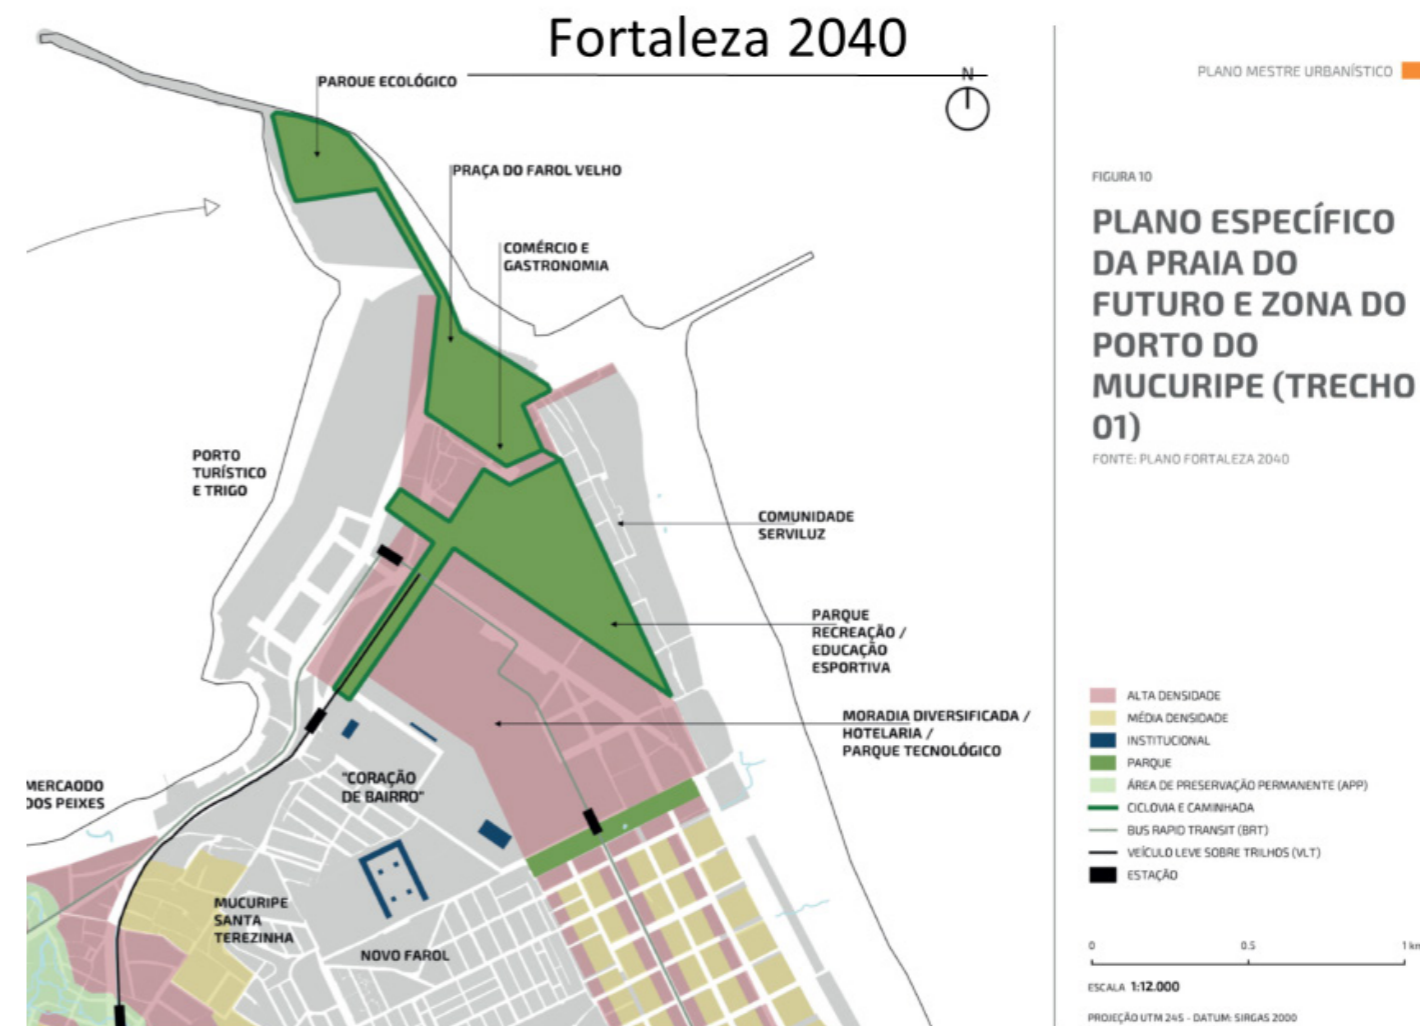 Fortaleza 2040
N
PLANO MESTRE URBANÍSTICO
FIGURA 10
PLANO ESPECÍFICO
DA PRAIA DO
FUTURO E ZONA DO
PORTO DO
MUCURIPE (TRECHO
01)
FONTE: PLANO FORTALEZA 2040
PARQUE ECOLÓGICO
PRAÇA DO FAROL VELHO
COMÉRCIO E
GASTRONOMIA
PORTO
TURÍSTICO
E TRIGO
COMUNIDADE
SERVILUZ
PARQUE
RECREAÇÃO /
EDUCAÇÃO
ESPORTIVA
MORADIA DIVERSIFICADA /
HOTELARIA /
PARQUE TECNOLÓGICO
MERCAODO
DOS PEIXES
"CORAÇÃO
DE BAIRRO"
MUCURIPE
SANTA
TEREZINHA
NOVO FAROL
ALTA DENSIDADE
MÉDIA DENSIDADE
INSTITUCIONAL
PARQUE
ÁREA DE PRESERVAÇÃO PERMANENTE (APP)
CICLOVIA E CAMINHADA
BUS RAPID TRANSIT (BRT)
VEÍCULO LEVE SOBRE TRILHOS (VLT)
ESTAÇÃO
0 0.5 1 km
ESCALA 1:12.000
PROJEÇÃO UTM 24S - DATUM: SIRGAS 2000